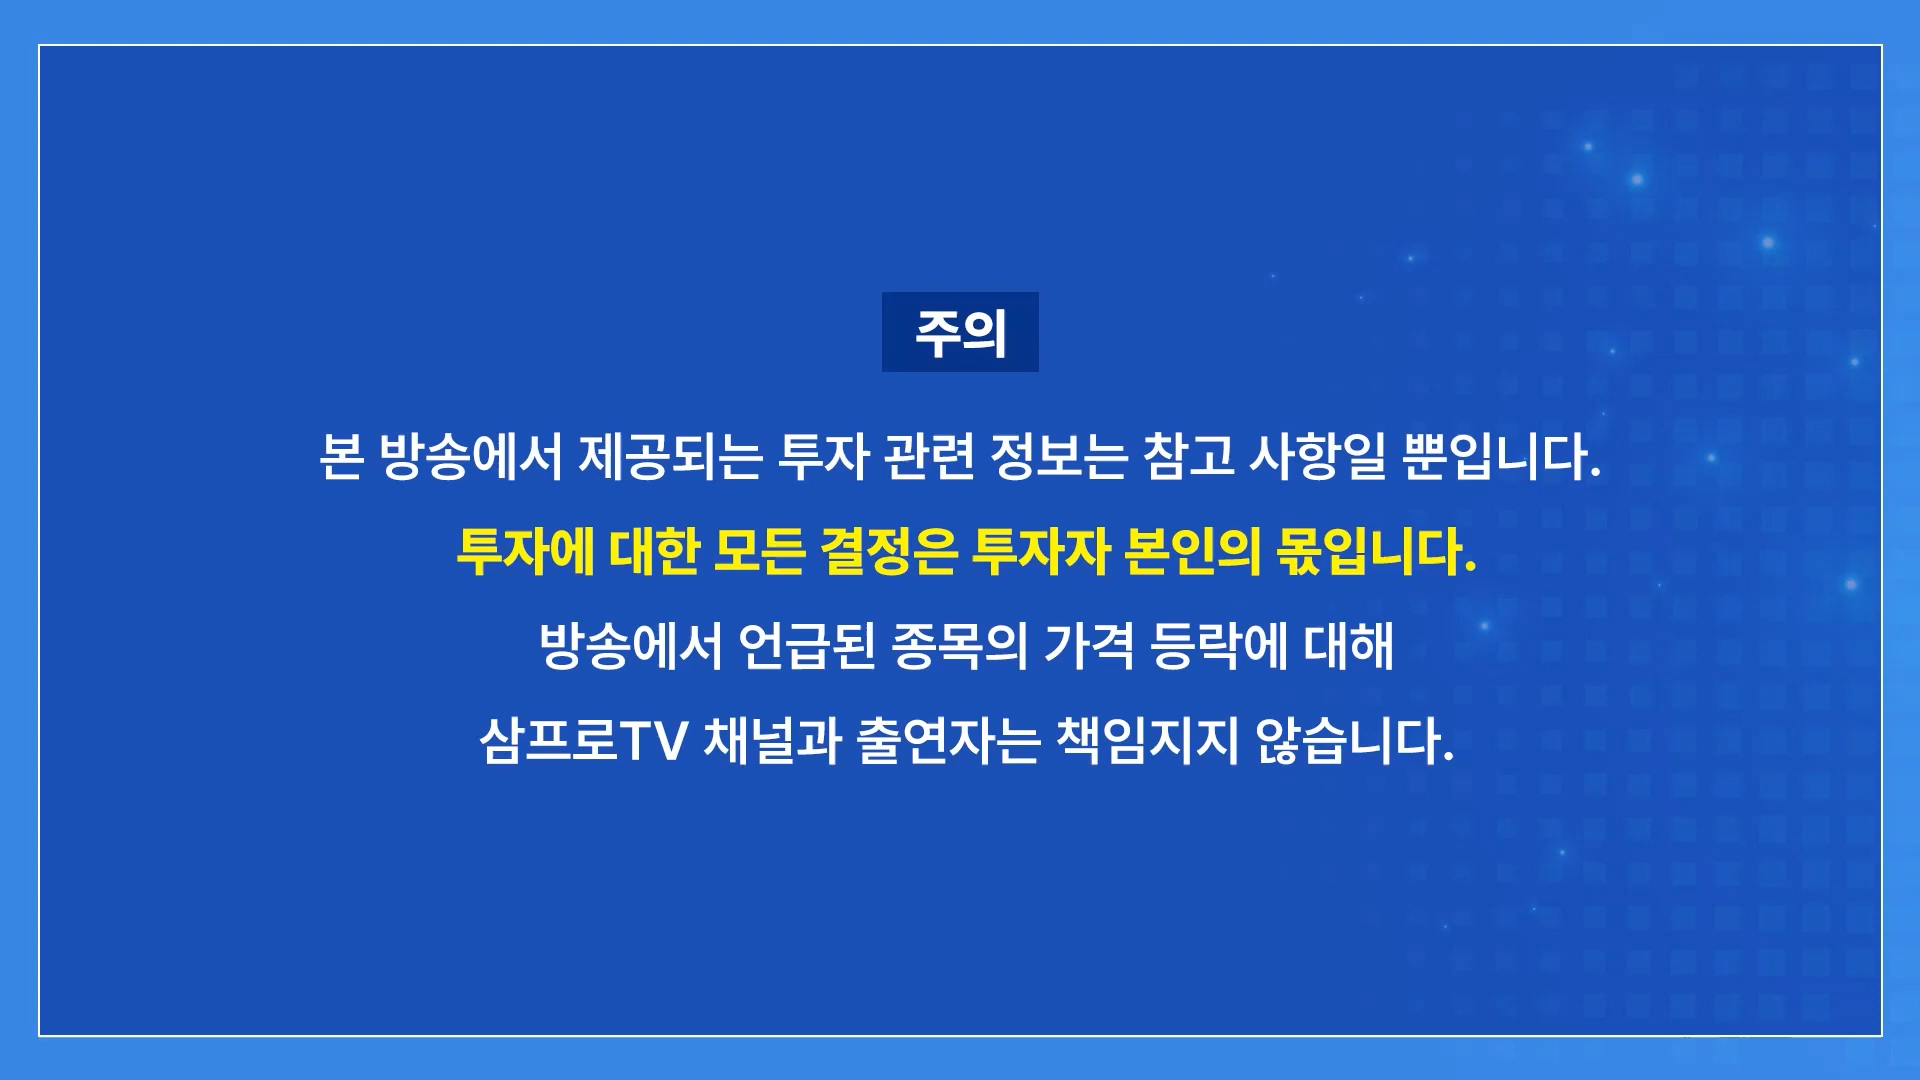 주의
본 방송에서 제공되는 투자 관련 정보는 참고 사항일 뿐입니다.
투자에 대한 모든 결정은 투자자 본인의 몫입니다.
방송에서 언급된 종목의 가격 등락에 대해
삼프로TV 채널과 출연자는 책임지지 않습니다.